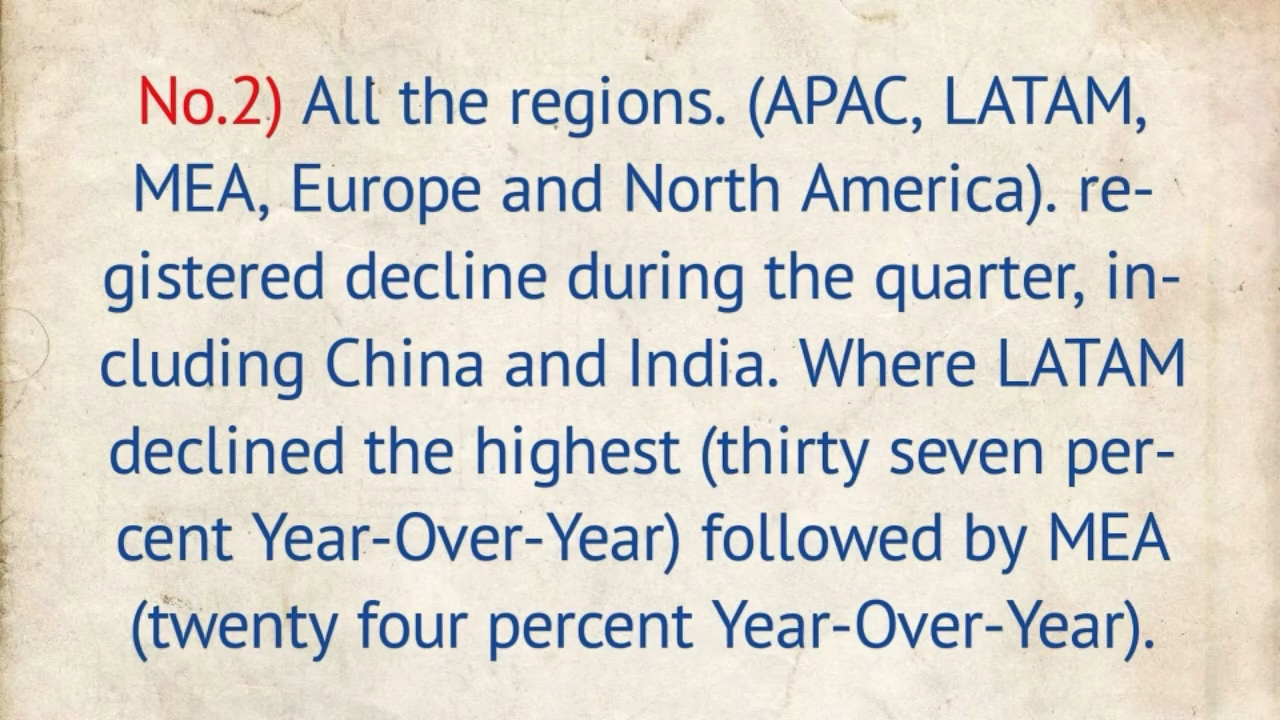 No.2) All the regions. (APAC, LATAM,
MEA, Europe and North America). re-
gistered decline during the quarter, in-
cluding China and India. Where LATAM
declined the highest (thirty seven per-
cent Year-Over-Year) followed by MEA
(twenty four percent Year-Over-Year).